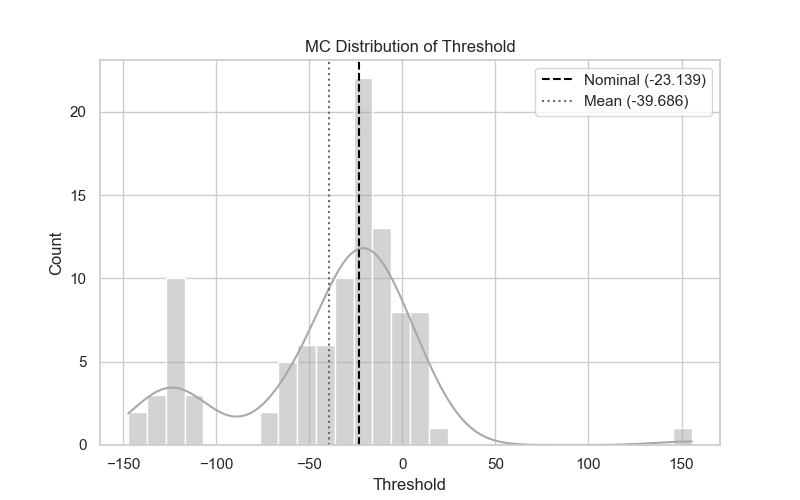 MC Distribution of Threshold
Nominal (-23.139)
Mean (-39.686)
Count
20
15
10
5
0
−150
−100
−50
0
50
100
150
Threshold